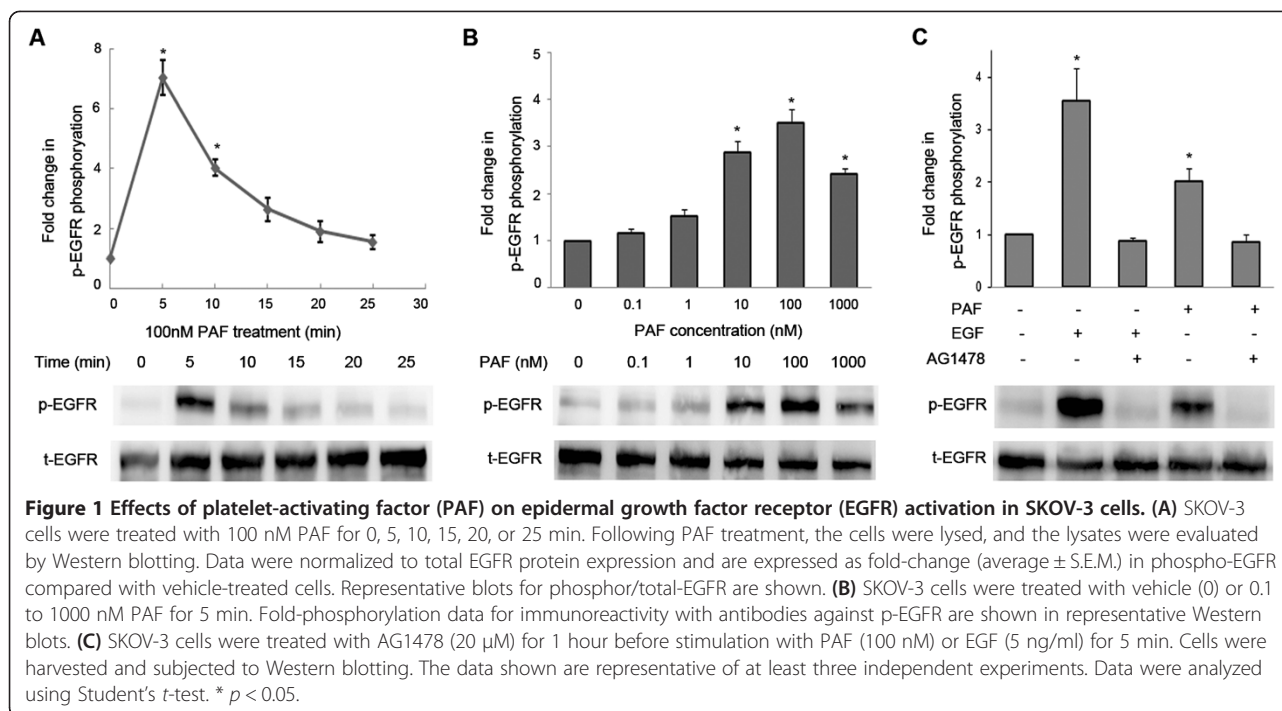 A
8
6
4
2
0
Fold change in
p-EGFR phosphorylation
*
*
0 5 10 15 20 25 30
100nM PAF treatment (min)
Time (min) 0 5 10 15 20 25
p-EGFR
t-EGFR
B
5
4
3
2
1
0
Fold change in
p-EGFR phosphorylation
* * *
0 0.1 1 10 100 1000
PAF concentration (nM)
PAF (nM) 0 0.1 1 10 100 1000
p-EGFR
t-EGFR
C
4
3
2
1
0
Fold change in
p-EGFR phosphorylation
* *
PAF - - - + +
EGF - + + - -
AG1478 - - + - +
p-EGFR
t-EGFR
Figure 1 Effects of platelet-activating factor (PAF) on epidermal growth factor receptor (EGFR) activation in SKOV-3 cells. (A) SKOV-3
cells were treated with 100 nM PAF for 0, 5, 10, 15, 20, or 25 min. Following PAF treatment, the cells were lysed, and the lysates were evaluated
by Western blotting. Data were normalized to total EGFR protein expression and are expressed as fold-change (average ± S.E.M.) in phospho-EGFR
compared with vehicle-treated cells. Representative blots for phosphor/total-EGFR are shown. (B) SKOV-3 cells were treated with vehicle (0) or 0.1
to 1000 nM PAF for 5 min. Fold-phosphorylation data for immunoreactivity with antibodies against p-EGFR are shown in representative Western
blots. (C) SKOV-3 cells were treated with AG1478 (20 μM) for 1 hour before stimulation with PAF (100 nM) or EGF (5 ng/ml) for 5 min. Cells were
harvested and subjected to Western blotting. The data shown are representative of at least three independent experiments. Data were analyzed
using Student's t-test. * p < 0.05.